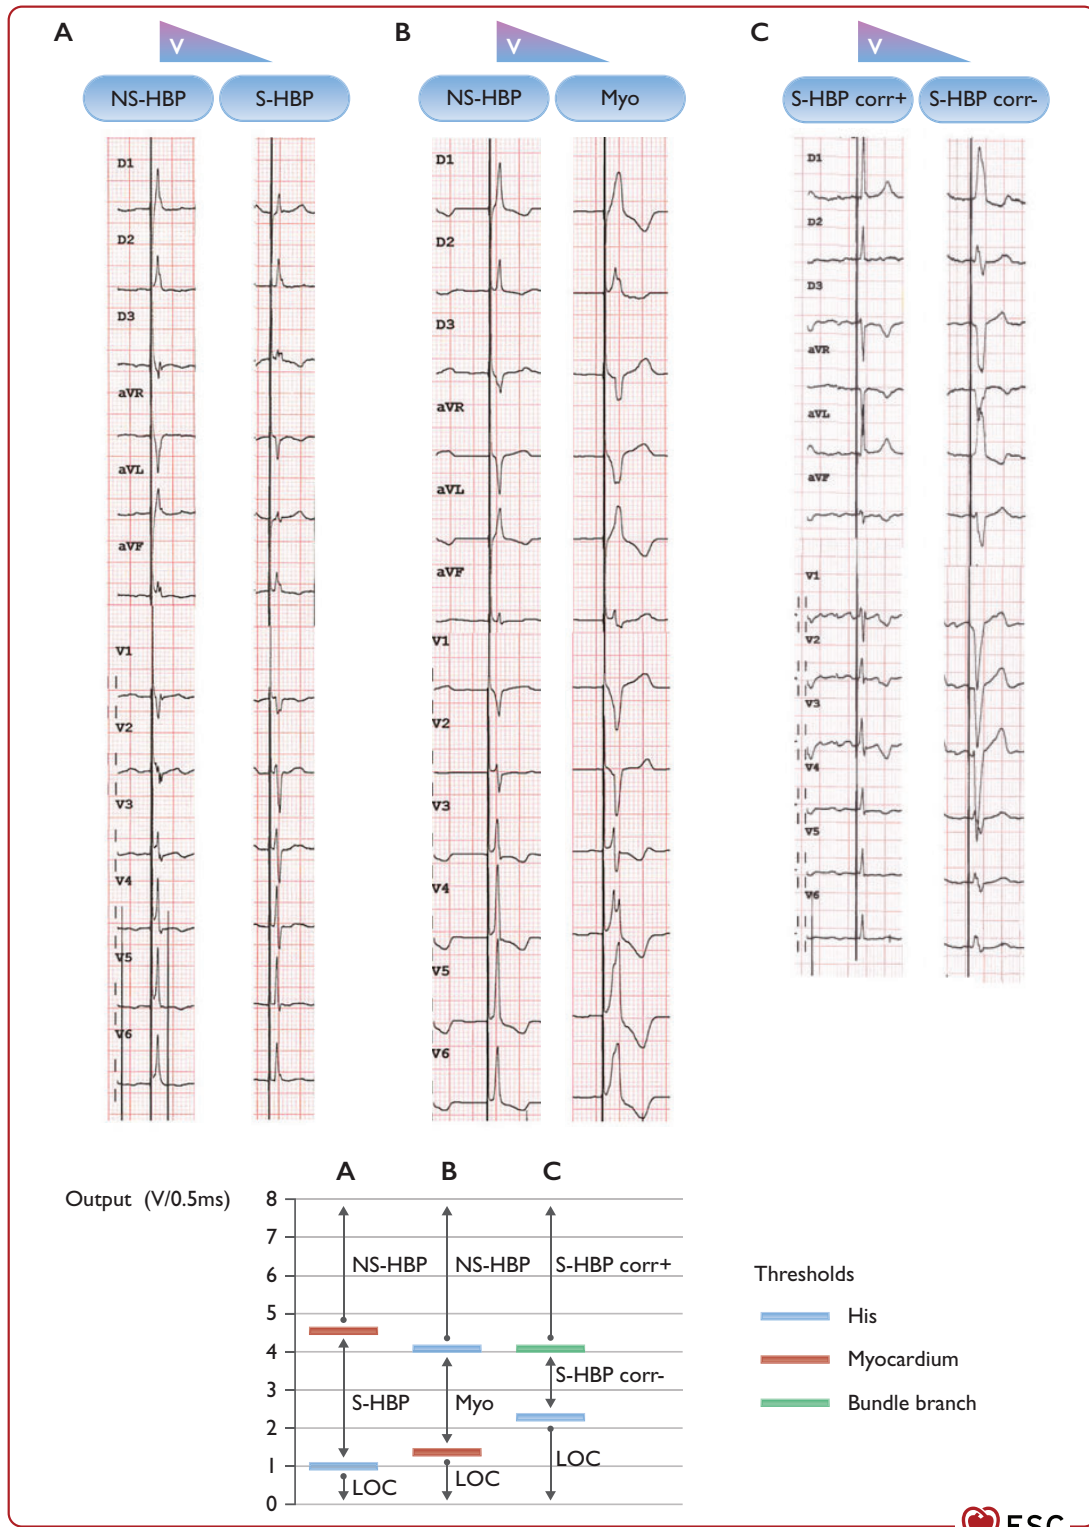 A B C
V V V
NS-HBP S-HBP NS-HBP Myo S-HBP corr+ S-HBP corr-
D1
D2
D3
aVR
aVL
aVF
V1
V2
V3
V4
V5
V6
D1
D2
D3
aVR
aVL
aVF
V1
V2
V3
V4
V5
V6
D1
D2
D3
aVR
aVL
aVF
V1
V2
V3
V4
V5
V6
A B C
Output (V/0.5ms)
8
7
6
5
4
3
2
1
0
NS-HBP NS-HBP S-HBP corr+
S-HBP corr-
S-HBP Myo
LOC
LOC LOC
Thresholds
His
Myocardium
Bundle branch
ESC